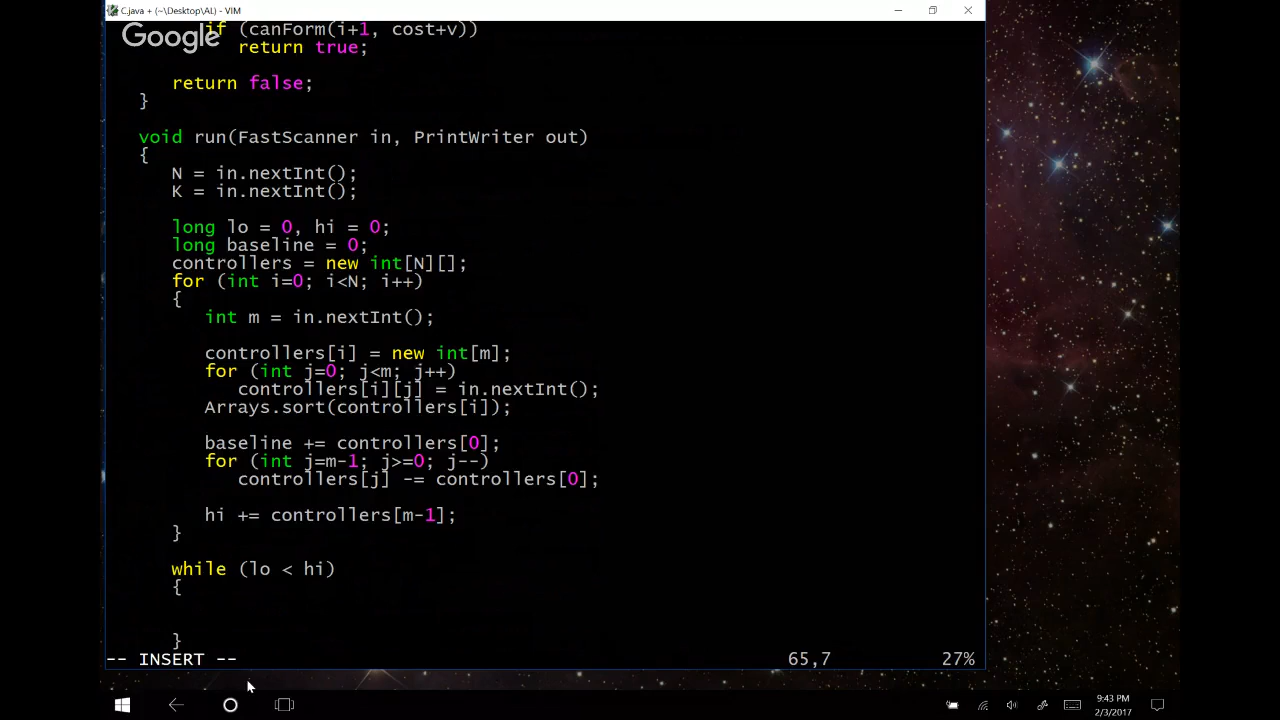 C.java + (~\Desktop\AL) - VIM
Google
if (canForm(i+1, cost+v))
return true;
return false;
}
void run(FastScanner in, PrintWriter out)
{
N = in.nextInt();
K = in.nextInt();
long lo = 0, hi = 0;
long baseline = 0;
controllers = new int[N][];
for (int i=0; i<N; i++)
{
int m = in.nextInt();
controllers[i] = new int[m];
for (int j=0; j<m; j++)
controllers[i][j] = in.nextInt();
Arrays.sort(controllers[i]);
baseline += controllers[0];
for (int j=m-1; j>=0; j--)
controllers[j] -= controllers[0];
hi += controllers[m-1];
}
while (lo < hi)
{
}
-- INSERT -- 65,7 27%
9:43 PM
2/3/2017